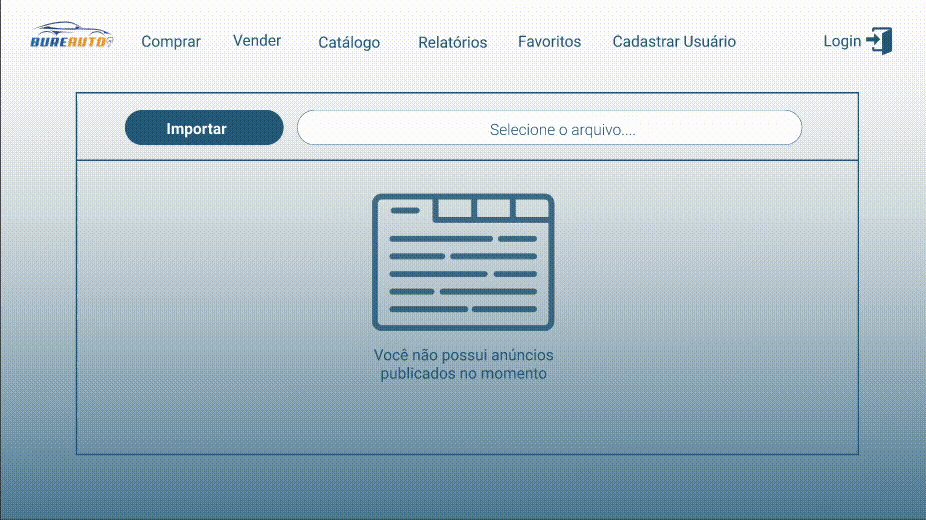 BUREAUTO
Comprar
Vender
Catálogo
Relatórios
Favoritos
Cadastrar Usuário
Login
Importar
Selecione o arquivo....
Você não possui anúncios
publicados no momento